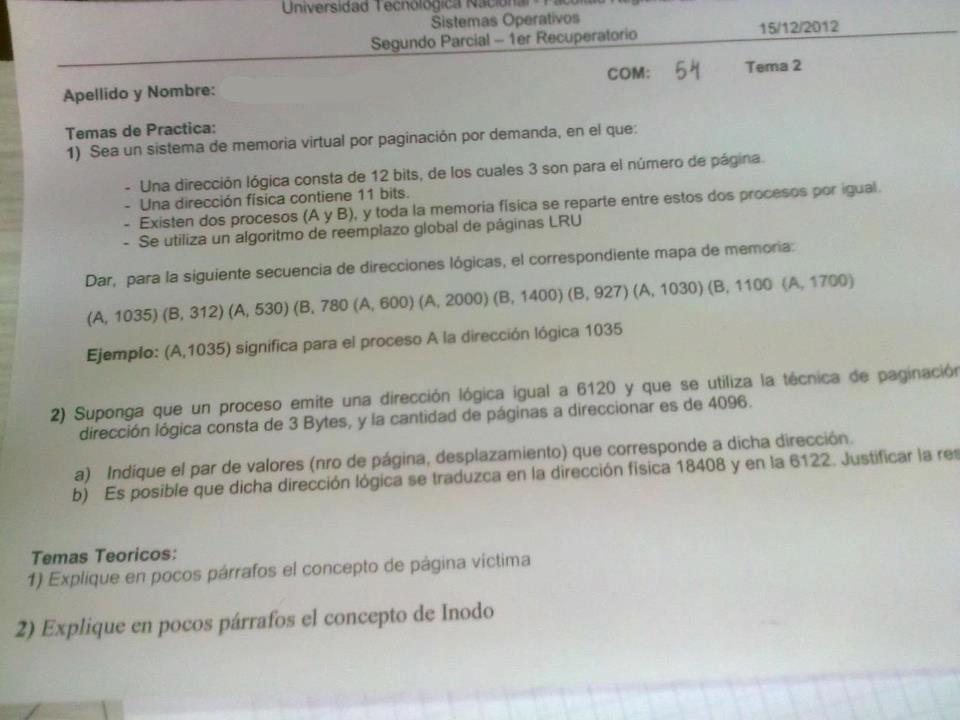 Universidad Tecnológica Nacional -
Sistemas Operativos
Segundo Parcial – 1er Recuperatorio
15/12/2012
Apellido y Nombre:
COM: 54 Tema 2
Temas de Practica:
1) Sea un sistema de memoria virtual por paginación por demanda, en el que:
- Una dirección lógica consta de 12 bits, de los cuales 3 son para el número de página.
- Una dirección física contiene 11 bits.
- Existen dos procesos (A y B), y toda la memoria física se reparte entre estos dos procesos por igual.
- Se utiliza un algoritmo de reemplazo global de páginas LRU
Dar, para la siguiente secuencia de direcciones lógicas, el correspondiente mapa de memoria:
(A, 1035) (B, 312) (A, 530) (B, 780 (A, 600) (A, 2000) (B, 1400) (B, 927) (A, 1030) (B, 1100 (A, 1700)
Ejemplo: (A,1035) significa para el proceso A la dirección lógica 1035
2) Suponga que un proceso emite una dirección lógica igual a 6120 y que se utiliza la técnica de paginación
dirección lógica consta de 3 Bytes, y la cantidad de páginas a direccionar es de 4096.
a) Indique el par de valores (nro de página, desplazamiento) que corresponde a dicha dirección.
b) Es posible que dicha dirección lógica se traduzca en la dirección física 18408 y en la 6122. Justificar la
Temas Teoricos:
1) Explique en pocos párrafos el concepto de página víctima
2) Explique en pocos párrafos el concepto de Inodo